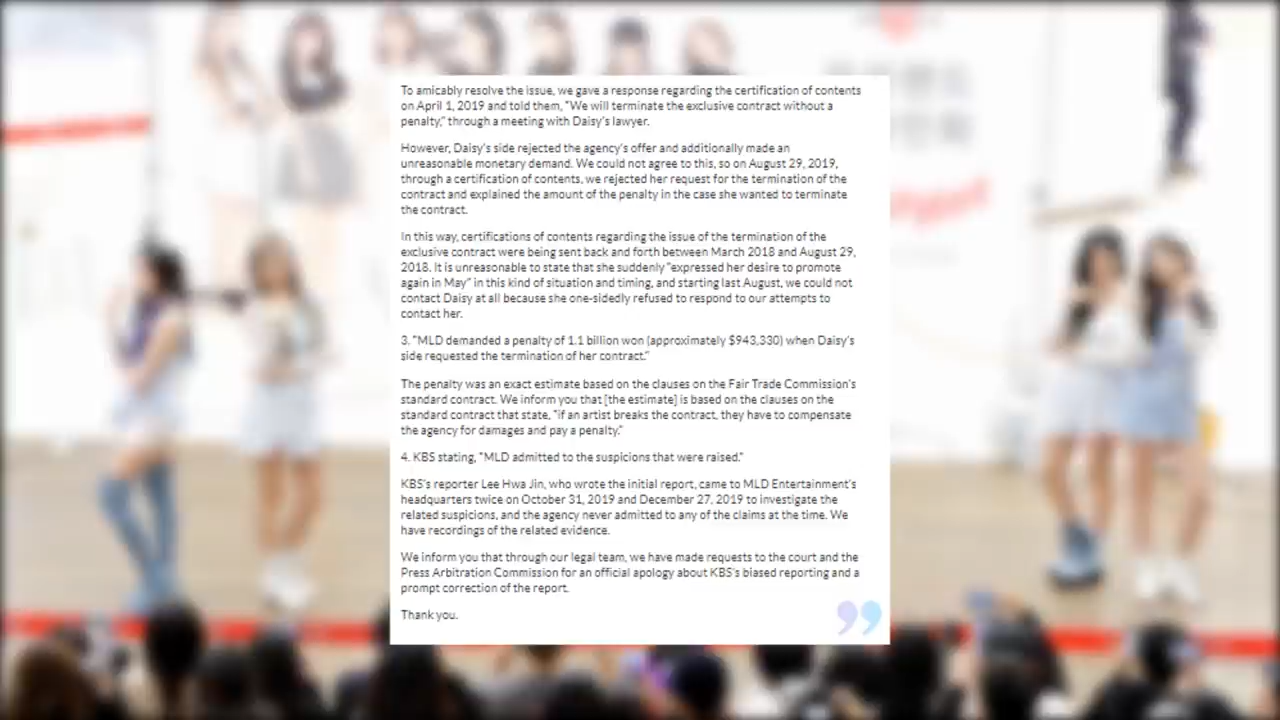 To amicably resolve the issue, we gave a response regarding the certification of contents
on April 1, 2019 and told them, "We will terminate the exclusive contract without a
penalty," through a meeting with Daisy's lawyer.
However, Daisy's side rejected the agency's offer and additionally made an
unreasonable monetary demand. We could not agree to this, so on August 29, 2019,
through a certification of contents, we rejected her request for the termination of the
contract and explained the amount of the penalty in the case she wanted to terminate
the contract.
In this way, certifications of contents regarding the issue of the termination of the
exclusive contract were being sent back and forth between March 2018 and August 29,
2018. It is unreasonable to state that she suddenly "expressed her desire to promote
again in May" in this kind of situation and timing, and starting last August, we could not
contact Daisy at all because she one-sidedly refused to respond to our attempts to
contact her.
3. "MLD demanded a penalty of 1.1 billion won (approximately $943,330) when Daisy's
side requested the termination of her contract."
The penalty was an exact estimate based on the clauses on the Fair Trade Commission's
standard contract. We inform you that [the estimate] is based on the clauses on the
standard contract that state, "if an artist breaks the contract, they have to compensate
the agency for damages and pay a penalty."
4. KBS stating, "MLD admitted to the suspicions that were raised."
KBS's reporter Lee Hwa Jin, who wrote the initial report, came to MLD Entertainment's
headquarters twice on October 31, 2019 and December 27, 2019 to investigate the
related suspicions, and the agency never admitted to any of the claims at the time. We
have recordings of the related evidence.
We inform you that through our legal team, we have made requests to the court and the
Press Arbitration Commission for an official apology about KBS's biased reporting and a
prompt correction of the report.
Thank you.